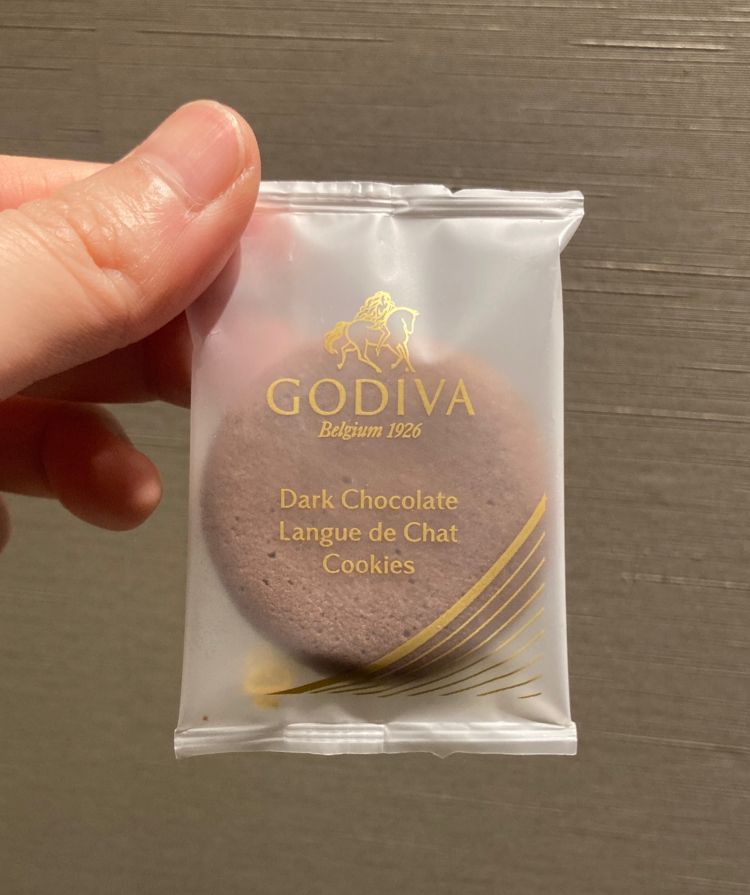 GODIVA
Belgium 1926
Dark Chocolate
Langue de Chat
Cookies